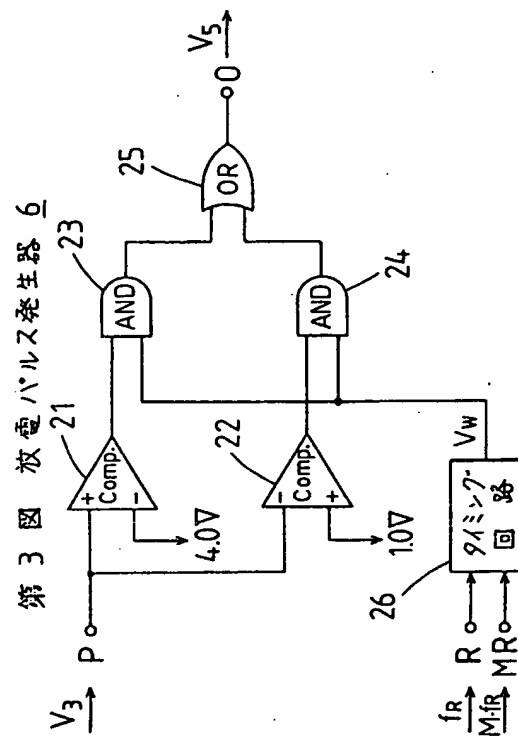 第3図 放電パルス発生器 6
V3
P
21
+
Comp.
-
4.0V
22
-
Comp.
+
1.0V
23
AND
24
AND
25
OR
O
V5
VW
26
タイミング
回路
fR
R
M·fR
MR